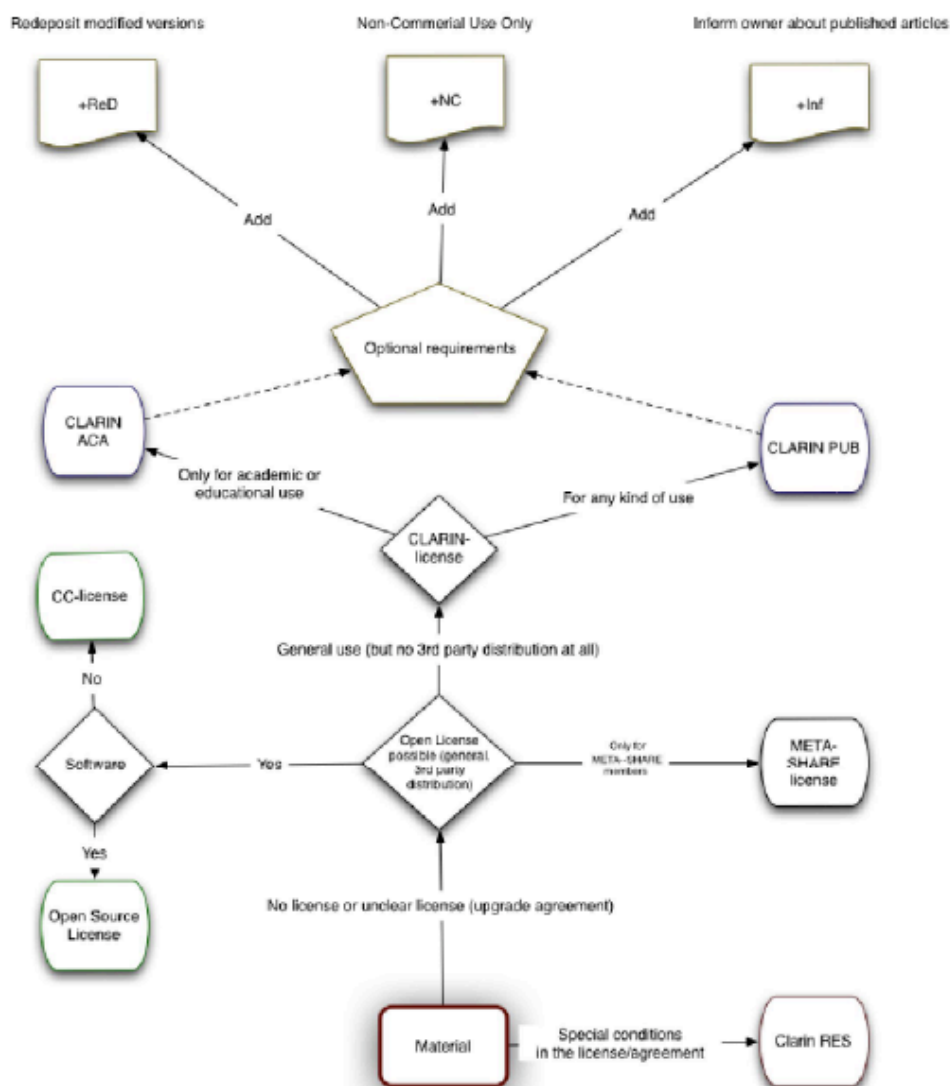 Redeposit modified versions
Non-Commerial Use Only
Inform owner about published articles
+ReD
+NC
+Inf
Add
Add
Add
Optional requirements
CLARIN
ACA
CLARIN PUB
Only for academic or
educational use
For any kind of use
CLARIN-
license
CC-license
General use (but no 3rd party distribution at all)
No
Software
Yes
Open License
possible (general,
3rd party
distribution)
Only for
META-SHARE
members
META-
SHARE
license
Yes
Open Source
License
No license or unclear license (upgrade agreement)
Material
Special conditions
in the license/agreement
Clarin RES